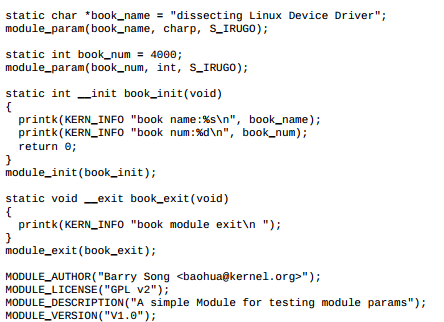 static char *book_name = "dissecting Linux Device Driver";
module_param(book_name, charp, S_IRUGO);
static int book_num = 4000;
module_param(book_num, int, S_IRUGO);
static int __init book_init(void)
{
printk(KERN_INFO "book name:%s\n", book_name);
printk(KERN_INFO "book num:%d\n", book_num);
return 0;
}
module_init(book_init);
static void __exit book_exit(void)
{
printk(KERN_INFO "book module exit\n ");
}
module_exit(book_exit);
MODULE_AUTHOR("Barry Song <baohua@kernel.org>");
MODULE_LICENSE("GPL v2");
MODULE_DESCRIPTION("A simple Module for testing module params");
MODULE_VERSION("V1.0");